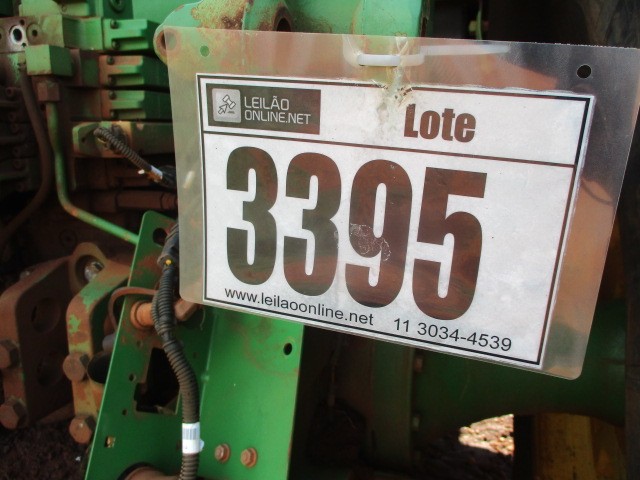 LEILÃO
ONLINE.NET
Lote
3395
www.leilaoonline.net 11 3034-4539